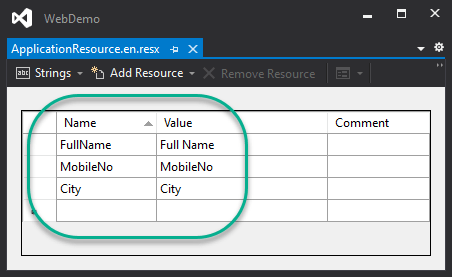 WebDemo
ApplicationResource.en.resx
abc Strings Add Resource Remove Resource
Name Value Comment
FullName Full Name
MobileNo MobileNo
City City